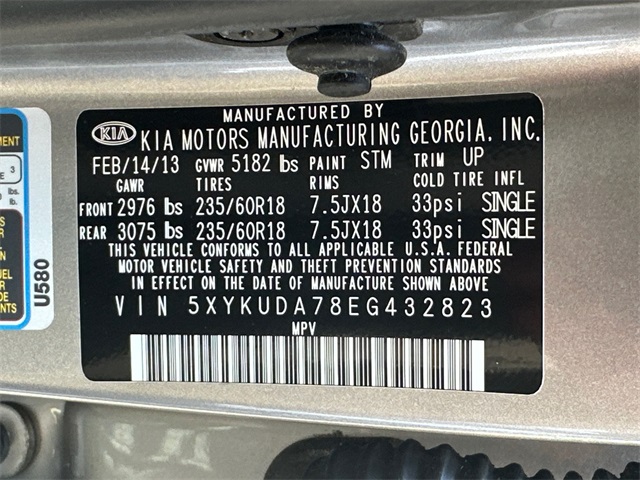 MANUFACTURED BY
KIA KIA MOTORS MANUFACTURING GEORGIA. INC.
FEB/14/13 GVWR 5182 lbs PAINT STM TRIM UP
GAWR TIRES RIMS COLD TIRE INFL
FRONT 2976 lbs 235/60R18 7.5JX18 33psi SINGLE
REAR 3075 lbs 235/60R18 7.5JX18 33psi SINGLE
THIS VEHICLE CONFORMS TO ALL APPLICABLE U.S.A. FEDERAL
MOTOR VEHICLE SAFETY AND THEFT PREVENTION STANDARDS
IN EFFECT ON THE DATE OF MANUFACTURE SHOWN ABOVE
VIN 5XYKUDA78EG432823
MPV
3
lbs.
U580